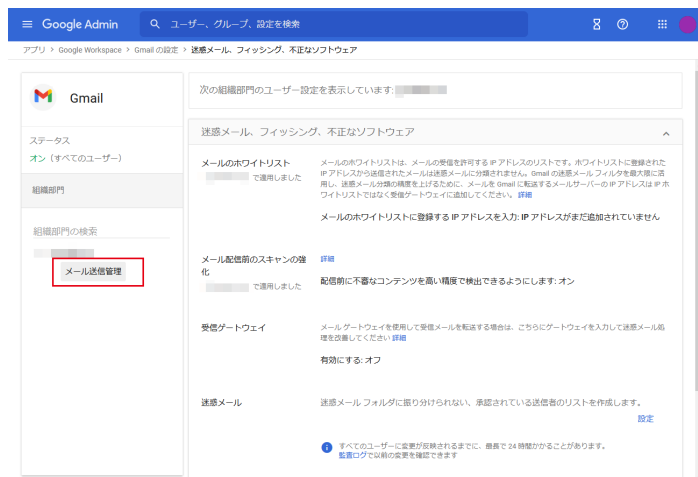 Google Admin
ユーザー、グループ、設定を検索
アプリ > Google Workspace > Gmail の設定 > 迷惑メール、フィッシング、不正なソフトウェア
Gmail
ステータス
オン（すべてのユーザー）
組織部門
組織部門の検索
メール送信管理
次の組織部門のユーザー設定を表示しています:
迷惑メール、フィッシング、不正なソフトウェア
メールのホワイトリスト
で適用しました
メールのホワイトリストは、メールの受信を許可する IP アドレスのリストです。ホワイトリストに登録された
IP アドレスから送信されたメールは迷惑メールに分類されません。Gmail の迷惑メール フィルタを最大限に活
用し、迷惑メール分類の精度を上げるために、メールを Gmail に転送するメールサーバーの IP アドレスは IP ホ
ワイトリストではなく受信ゲートウェイに追加してください。 詳細
メールのホワイトリストに登録する IP アドレスを入力: IP アドレスがまだ追加されていません
メール配信前のスキャンの強
化
で適用しました
詳細
配信前に不審なコンテンツを高い精度で検出できるようにします: オン
受信ゲートウェイ
メール ゲートウェイを使用して受信メールを転送する場合は、こちらにゲートウェイを入力して迷惑メール処
理を改善してください 詳細
有効にする: オフ
迷惑メール
迷惑メール フォルダに振り分けられない、承認されている送信者のリストを作成します。
設定
すべてのユーザーに変更が反映されるまでに、最長で 24 時間かかることがあります。
監査ログで以前の変更を確認できます